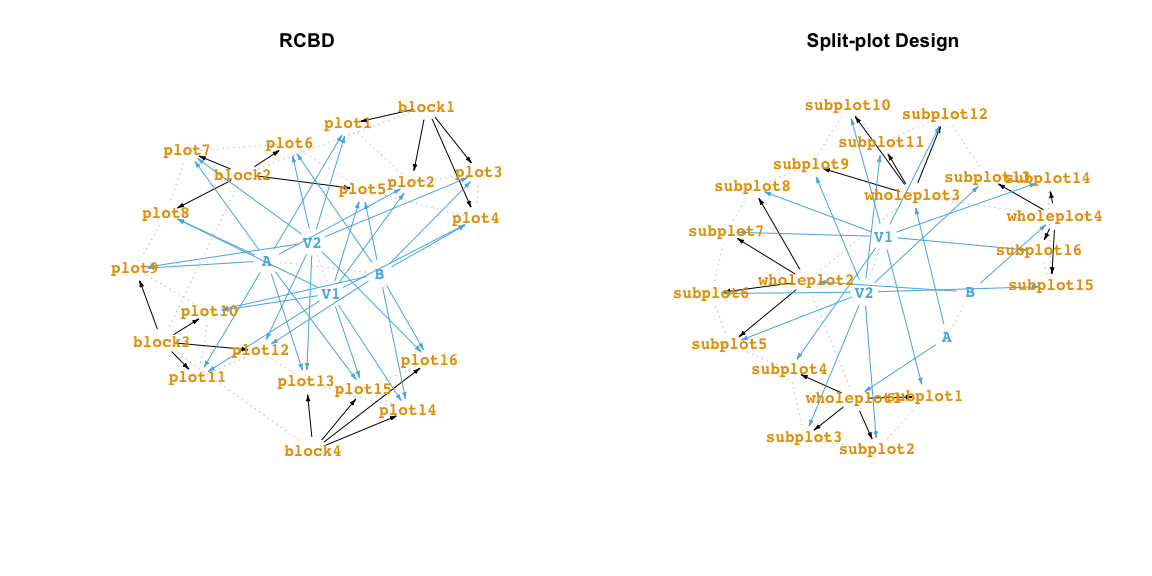 RCBD
block1
plot1
plot6
plot7
block2
plot5
plot2
plot3
plot8
plot4
V2
A
plot9
B
V1
plot10
block3
plot12
plot16
plot11
plot13
plot15
plot14
block4
Split-plot Design
subplot10
subplot12
subplot11
subplot9
subplot13
subplot14
subplot8
wholeplot3
wholeplot4
subplot7
V1
subplot16
wholeplot2
subplot15
subplot6
V2
B
A
subplot5
subplot4
wholeplot1
subplot1
subplot3
subplot2